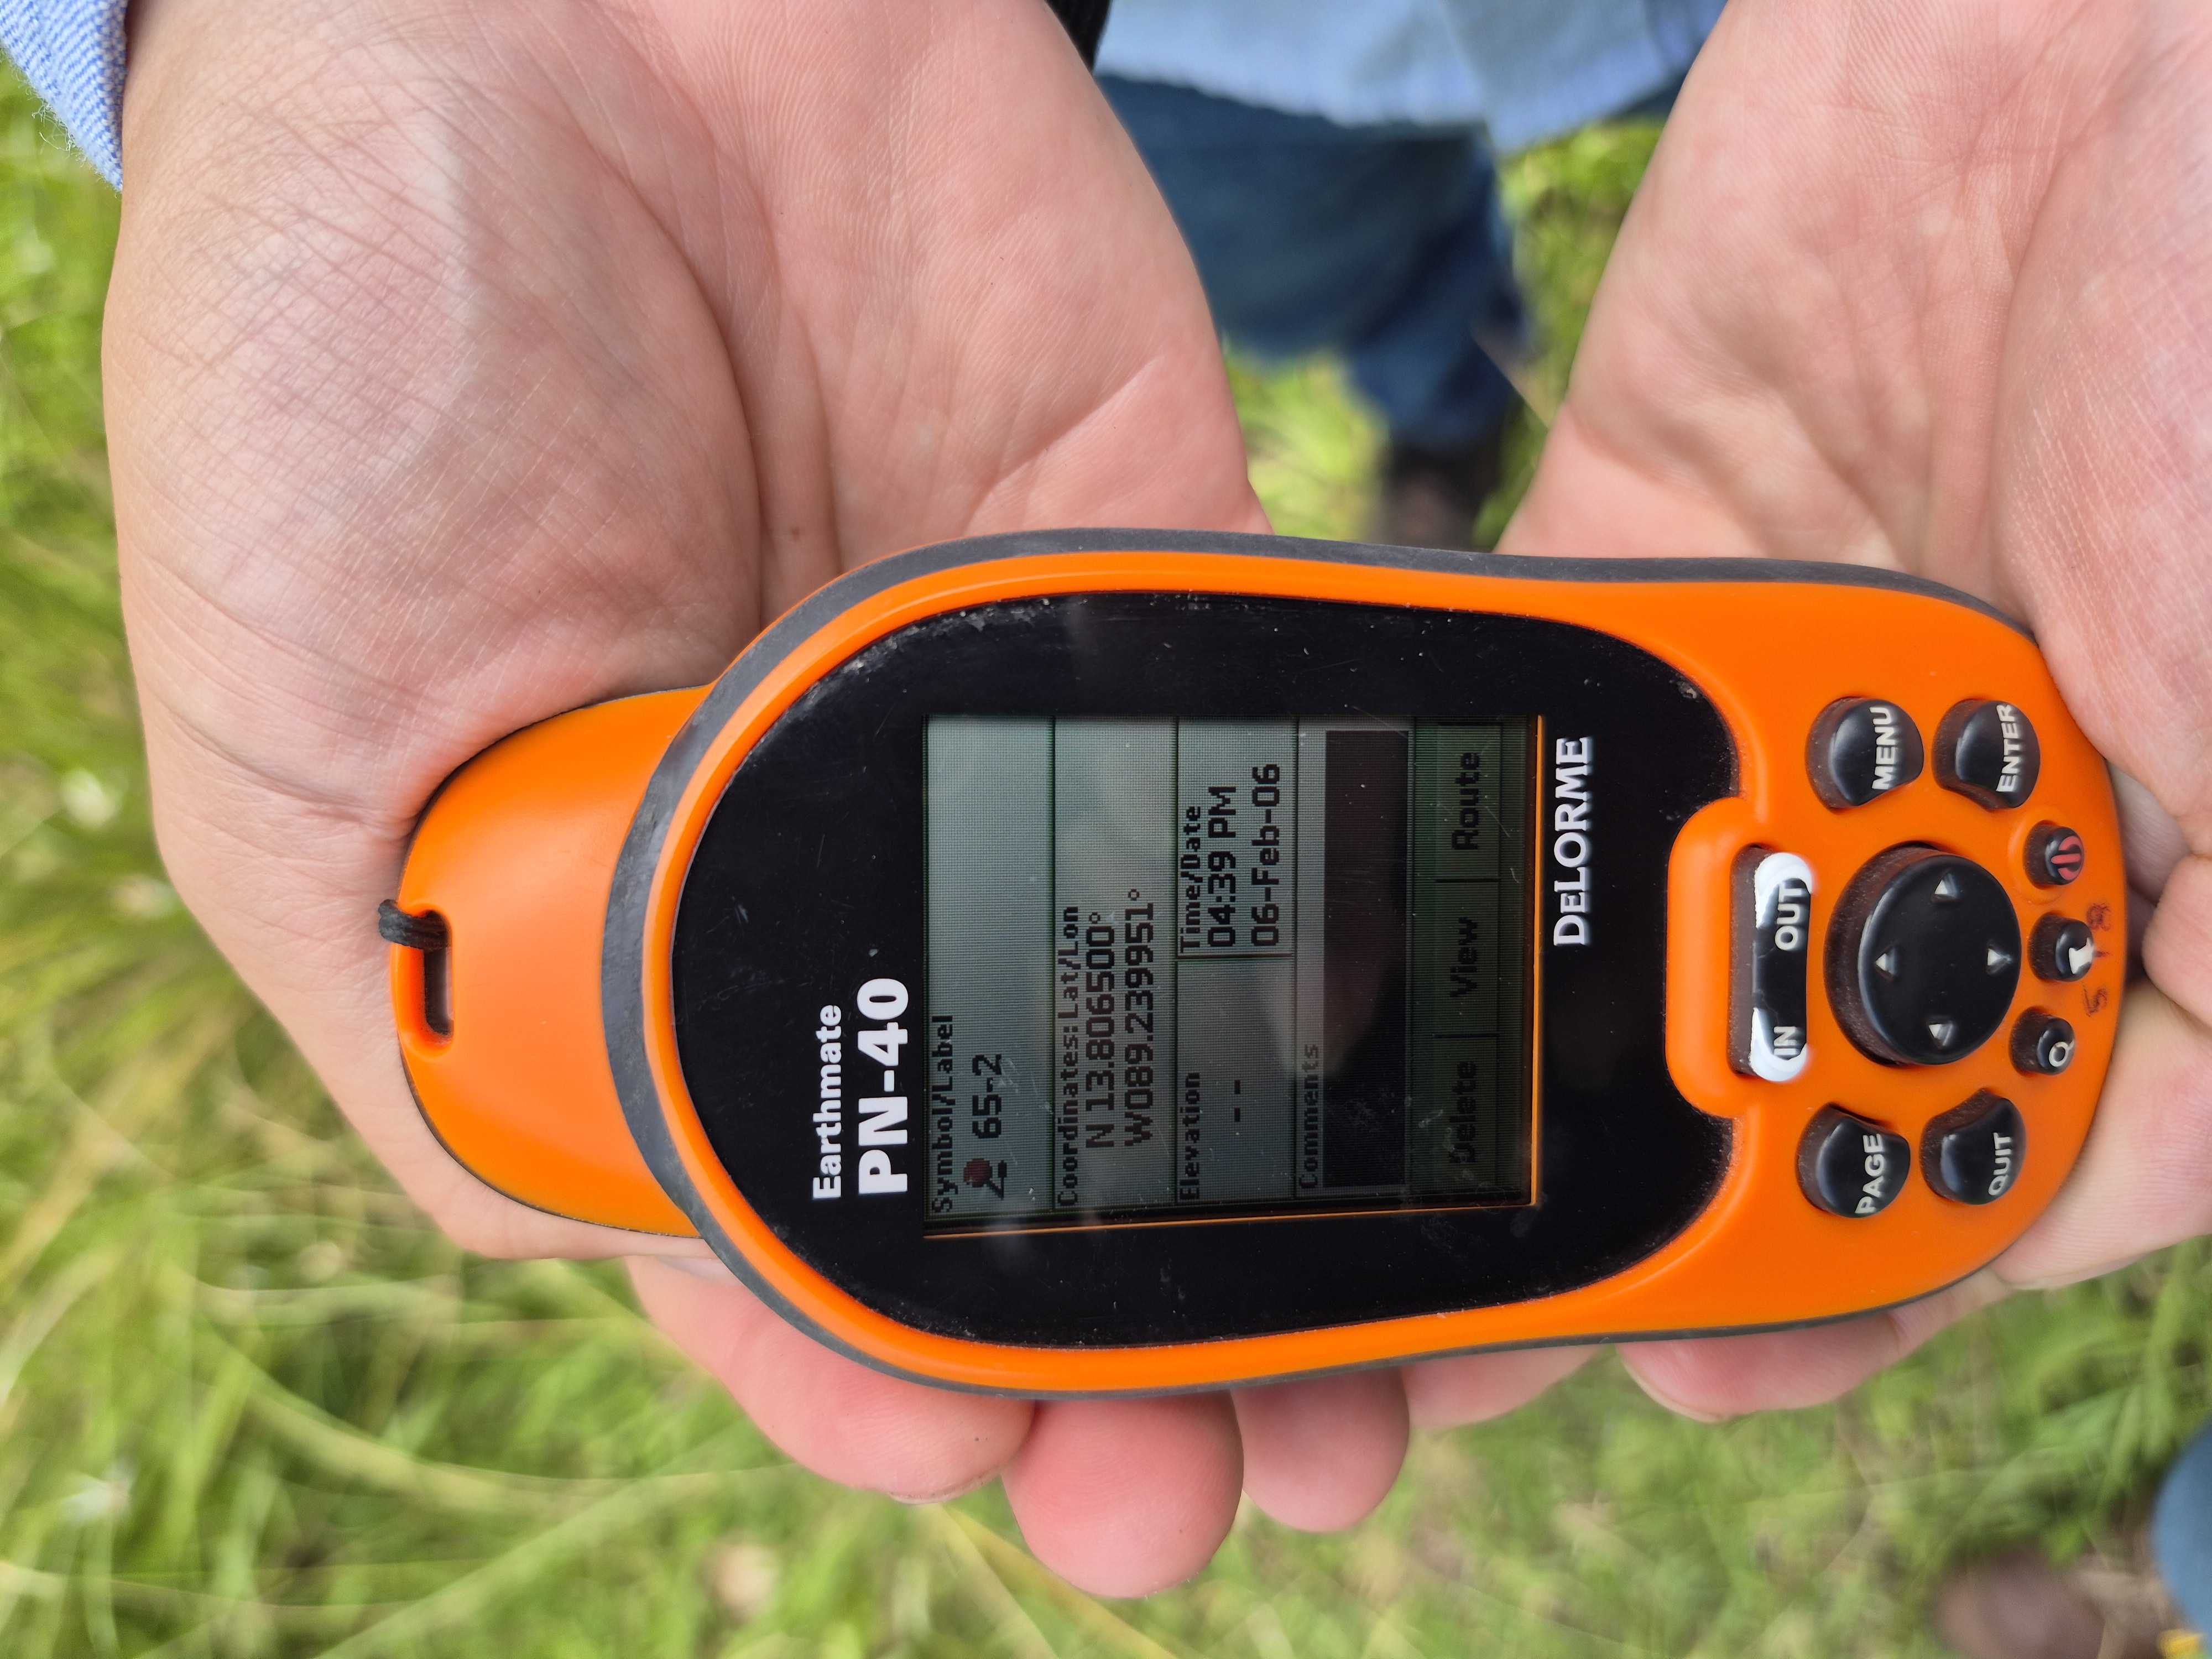 Earthmate
PN-40
Symbol/Label
65-2
Coordinates: Lat/Lon
N 13.806500°
W089.239951°
Elevation
--
Time/Date
04:39 PM
06-Feb-06
Comments
Delete View Route
DELORME
IN OUT
PAGE MENU
QUIT ENTER
518